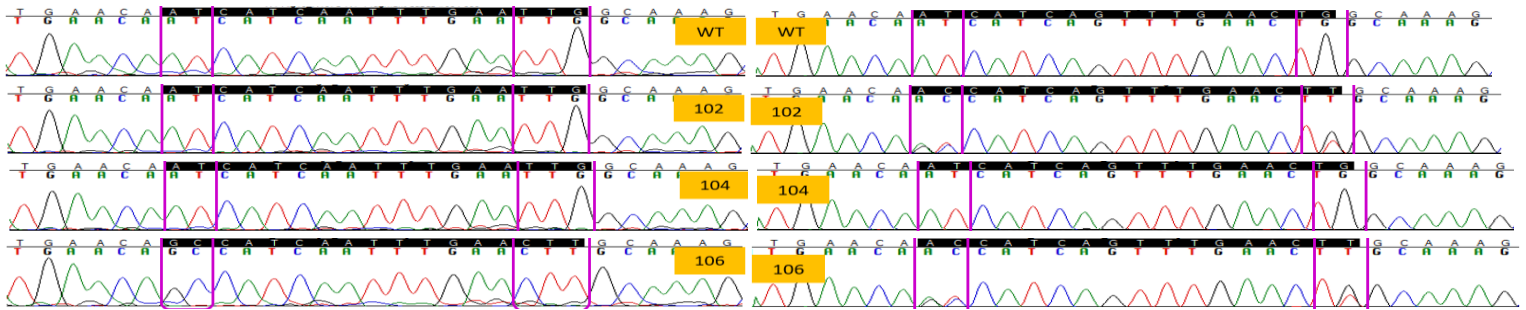 T G A A C A A T C A T C A A T T T G A A T T G G C A A A G
WT
T G A A C A A T C A T C A A T T T G A A T T G G C A A A G
102
T G A A C A A T C A T C A A T T T G A A T T G G C A A A G
104
T G A A C A G C C A T C A A T T T G A A C T T G C A A A G
106
T G A A C A A T C A T C A G T T T G A A C T G G C A A A G
WT
T G A A C A A C C A T C A G T T T G A A C T T G C A A A G
102
T G A A C A A T C A T C A G T T T G A A C T G G C A A A G
104
T G A A C A A C C A T C A G T T T G A A C T T G C A A A G
106